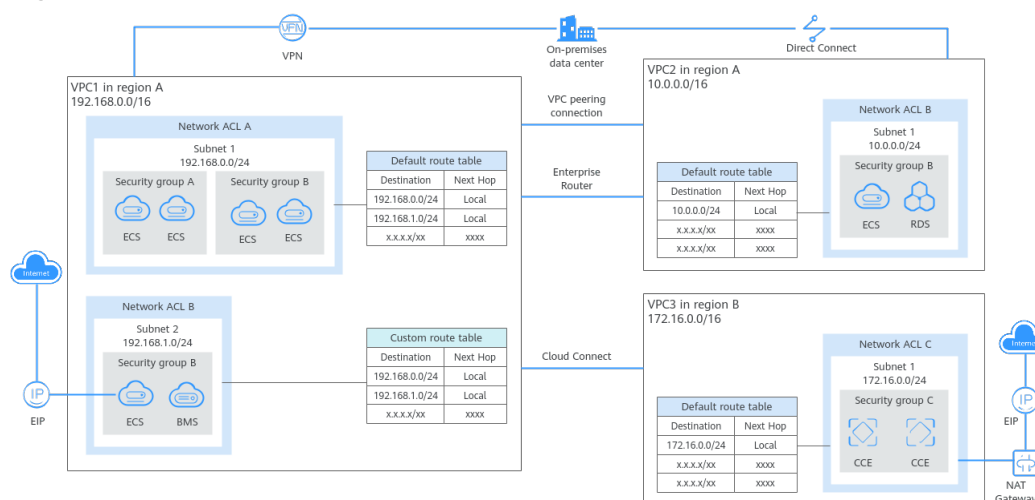 VPN
On-premises
data center
Direct Connect
VPC1 in region A
192.168.0.0/16
Network ACL A
Subnet 1
192.168.0.0/24
Security group A
ECS ECS
Security group B
ECS ECS
Default route table
Destination Next Hop
192.168.0.0/24 Local
192.168.1.0/24 Local
x.x.x.x/xx xxxx
Internet
IP
EIP
Network ACL B
Subnet 2
192.168.1.0/24
Security group B
ECS BMS
Custom route table
Destination Next Hop
192.168.0.0/24 Local
192.168.1.0/24 Local
x.x.x.x/xx xxxx
VPC peering
connection
Enterprise
Router
Cloud Connect
VPC2 in region A
10.0.0.0/16
Default route table
Destination Next Hop
10.0.0.0/24 Local
x.x.x.x/xx xxxx
x.x.x.x/xx xxxx
Network ACL B
Subnet 1
10.0.0.0/24
Security group B
ECS RDS
VPC3 in region B
172.16.0.0/16
Default route table
Destination Next Hop
172.16.0.0/24 Local
x.x.x.x/xx xxxx
x.x.x.x/xx xxxx
Network ACL C
Subnet 1
172.16.0.0/24
Security group C
CCE CCE
Internet
IP
EIP
NAT
Gateway